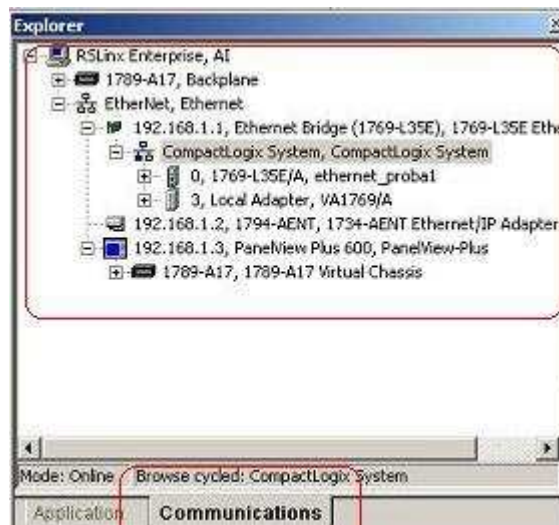 Explorer
RSLinx Enterprise, AI
1789-A17, Backplane
EtherNet, Ethernet
192.168.1.1, Ethernet Bridge (1769-L35E), 1769-L35E Ethe
CompactLogix System, CompactLogix System
0, 1769-L35E/A, ethernet_proba1
3, Local Adapter, VA1769/A
192.168.1.2, 1794-AENT, 1734-AENT Ethernet/IP Adapter
192.168.1.3, PanelView Plus 600, PanelView-Plus
1789-A17, 1789-A17 Virtual Chassis
Mode: Online Browse cycled: CompactLogix System
Application Communications